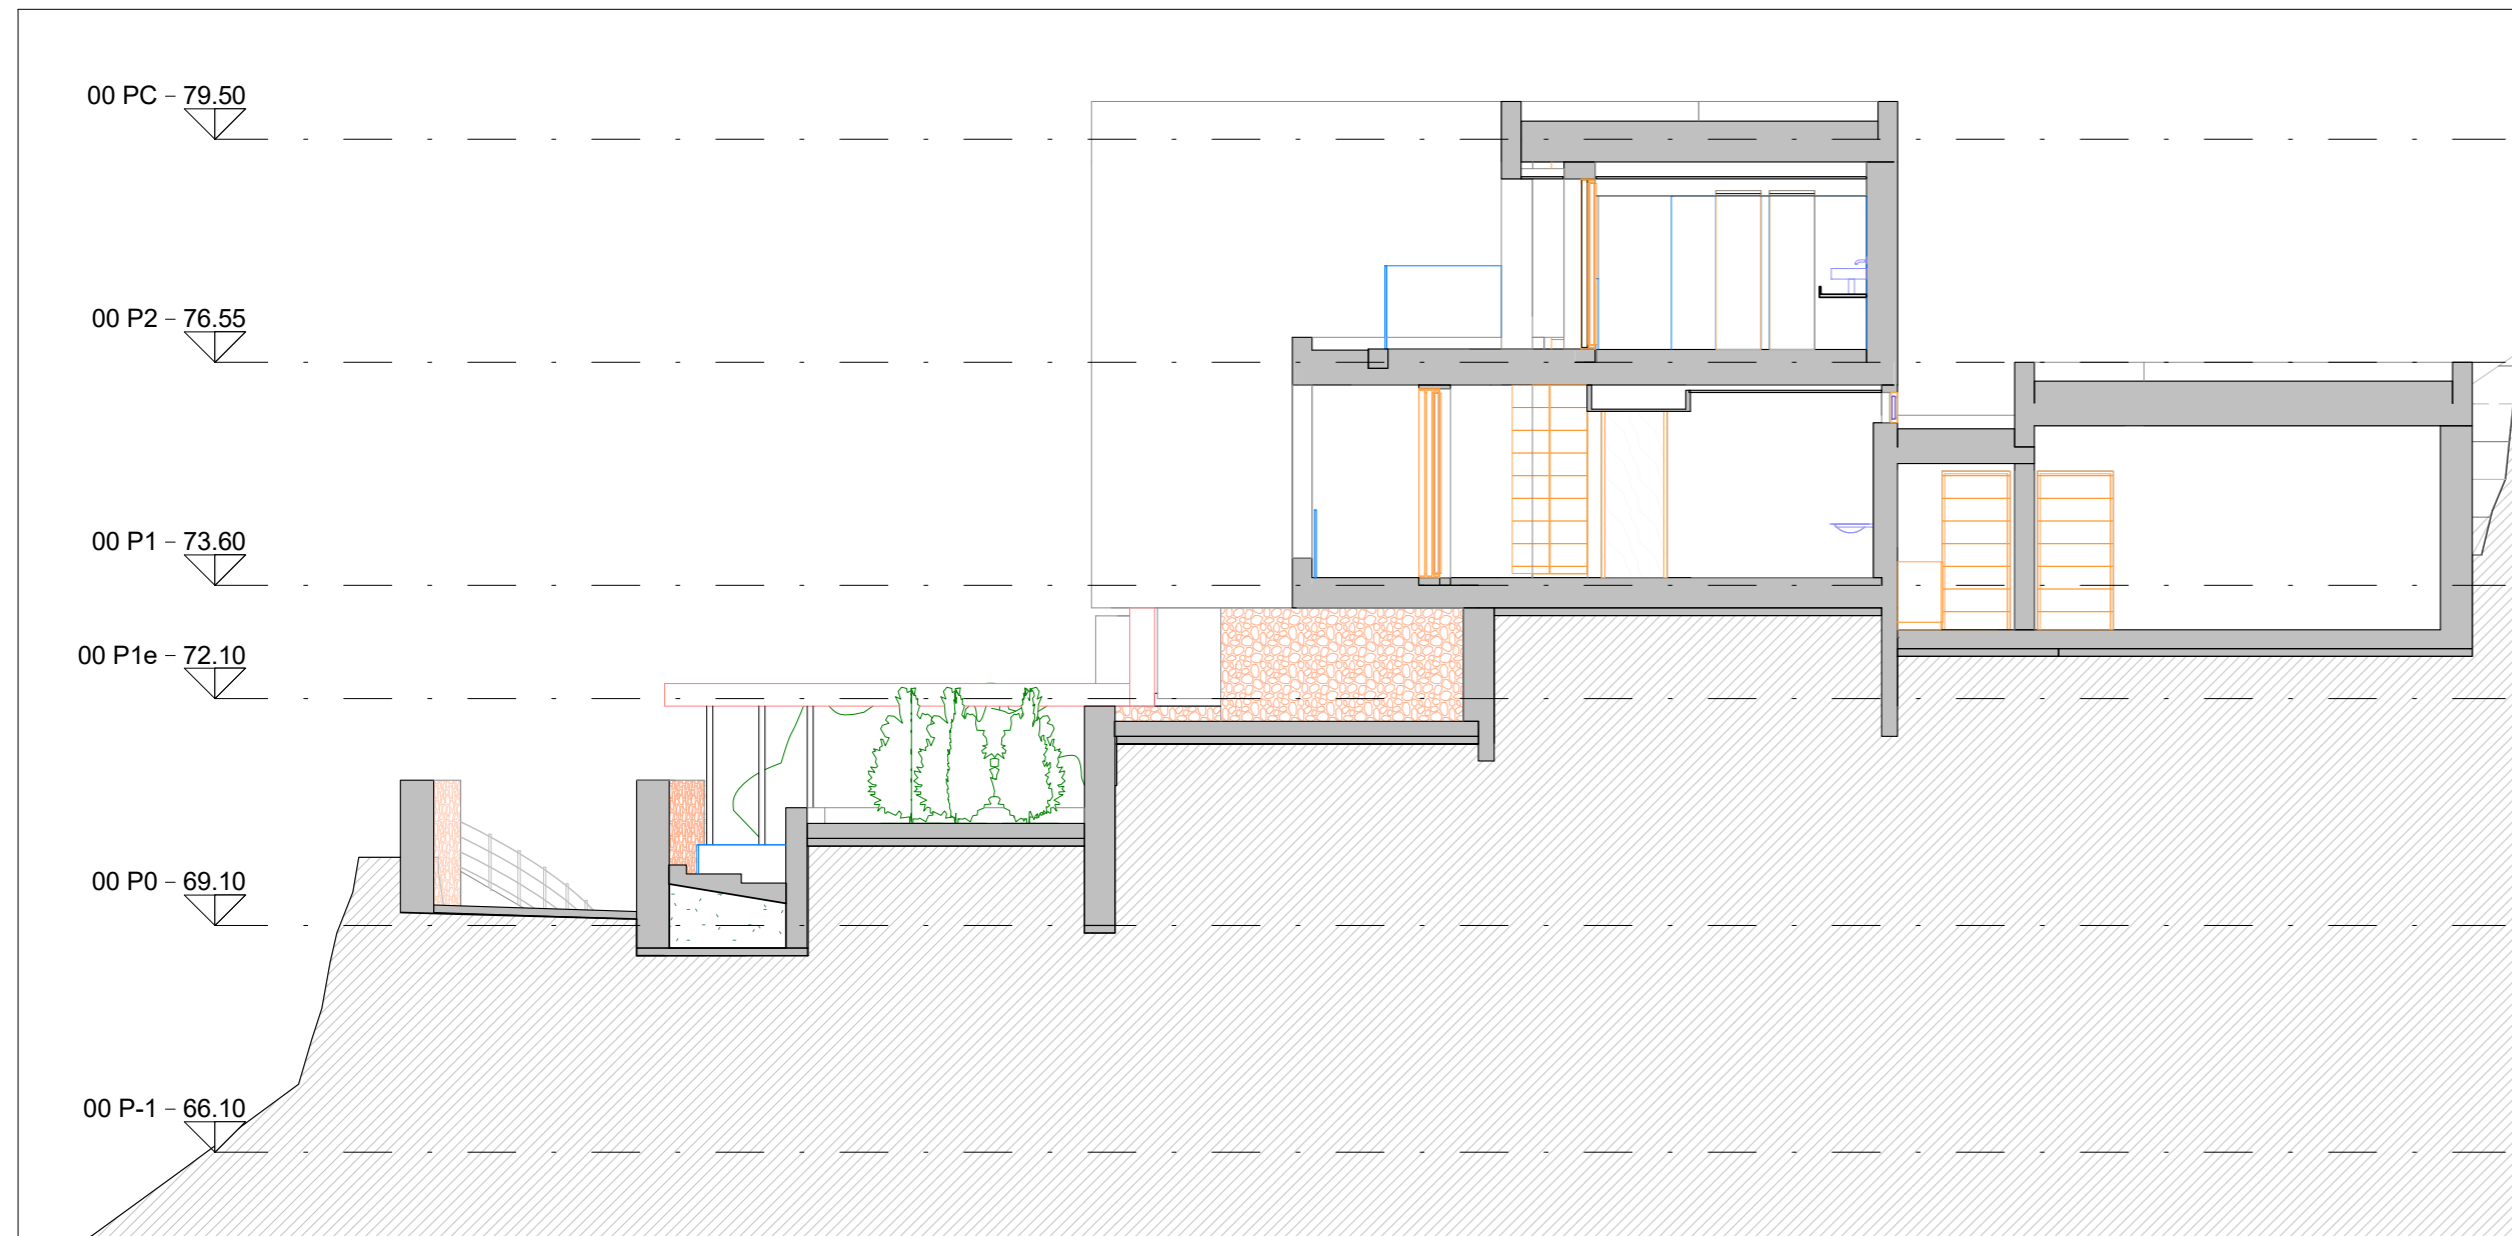 00 PC – 79.50
00 P2 – 76.55
00 P1 – 73.60
00 P1e – 72.10
00 P0 – 69.10
00 P-1 – 66.10